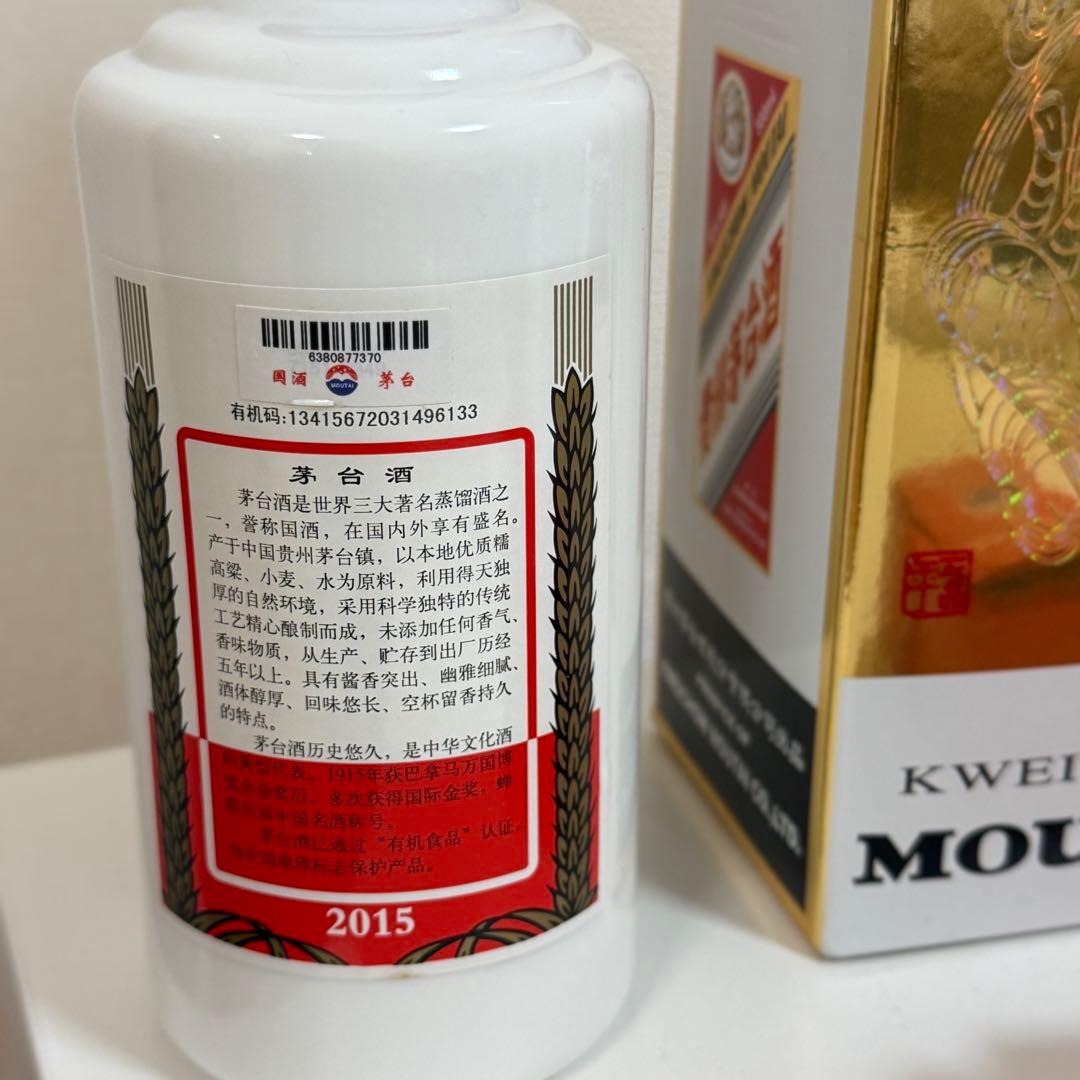 6380877370
国酒 MOUTAI 茅台
有机码:13415672031496133
茅台酒
茅台酒是世界三大著名蒸馏酒之
一，誉称国酒，在国内外享有盛名。
产于中国贵州茅台镇，以本地优质糯
高粱、小麦、水为原料，利用得天独
厚的自然环境，采用科学独特的传统
工艺精心酿制而成，未添加任何香气、
香味物质，从生产、贮存到出厂历经
五年以上。具有酱香突出、幽雅细腻、
酒体醇厚、回味悠长、空杯留香持久
的特点。
茅台酒历史悠久，是中华文化酒
的典型代表。1915年获巴拿马万国博
览会金奖后，多次获得国际金奖，蝉
联历届中国名酒称号。
茅台酒已通过“有机食品”认证，
为中国地理标志保护产品。
2015
茅台酒
KWEI
MOU